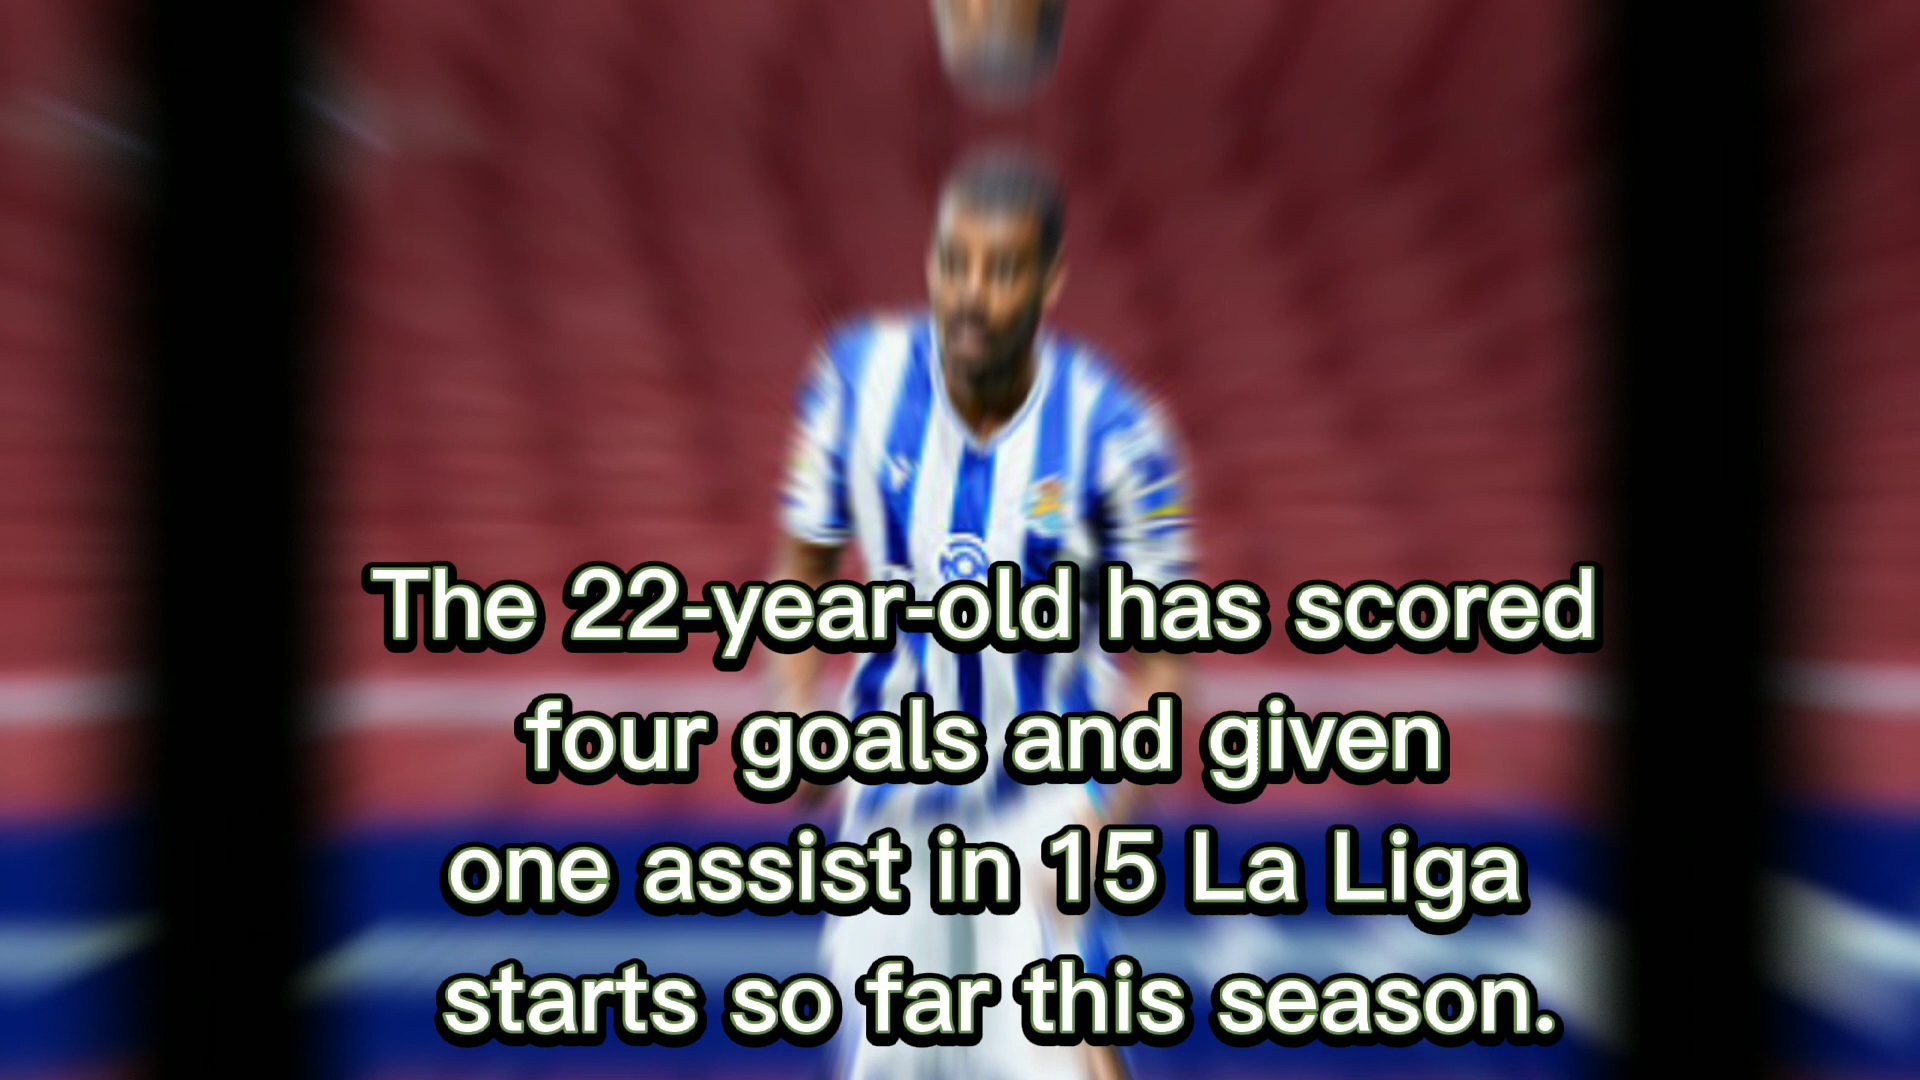 The 22-year-old has scored
four goals and given
one assist in 15 La Liga
starts so far this season.